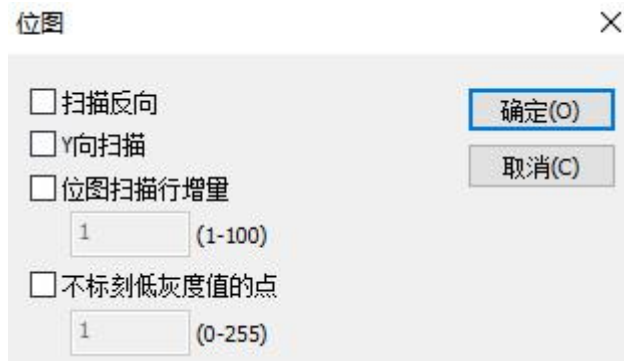 位图
扫描反向
Y向扫描
位图扫描行增量
1 (1-100)
不标刻低灰度值的点
1 (0-255)
确定(O)
取消(C)